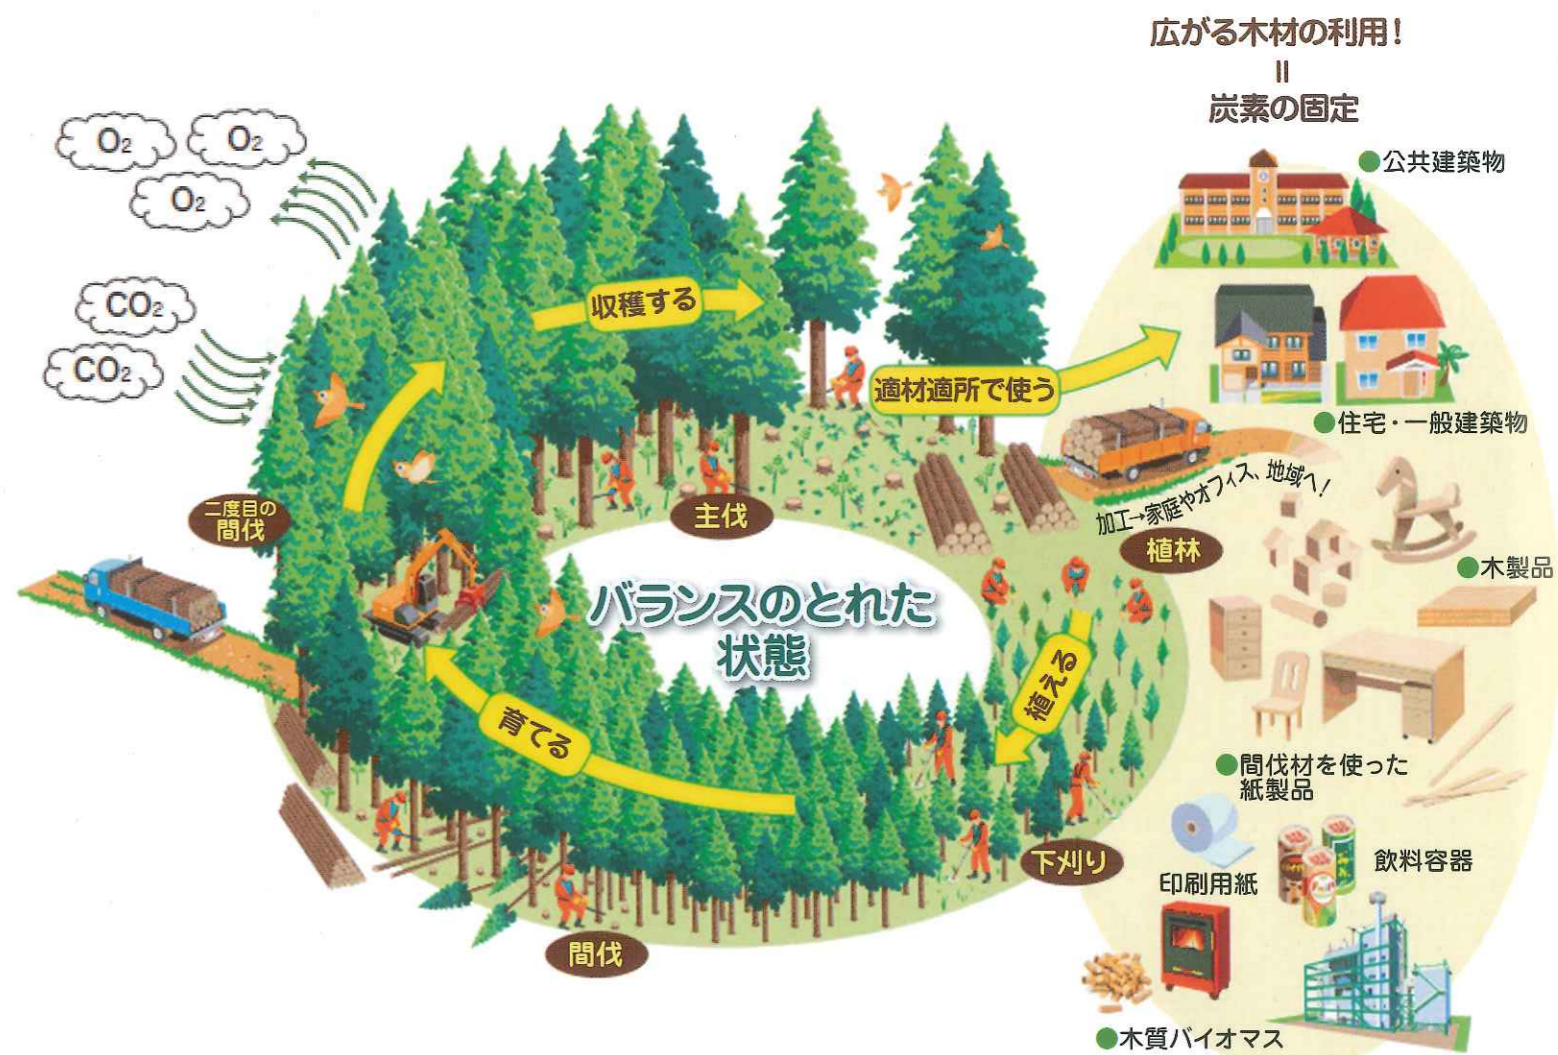 広がる木材の利用!
=
炭素の固定
O₂
O₂
O₂
CO₂
CO₂
●公共建築物
収穫する
適材適所で使う
●住宅・一般建築物
加工→家庭やオフィス、地域へ!
二度目の
間伐
主伐
植林
●木製品
バランスのとれた
状態
植える
育てる
●間伐材を使った
紙製品
下刈り
印刷用紙
飲料容器
間伐
●木質バイオマス